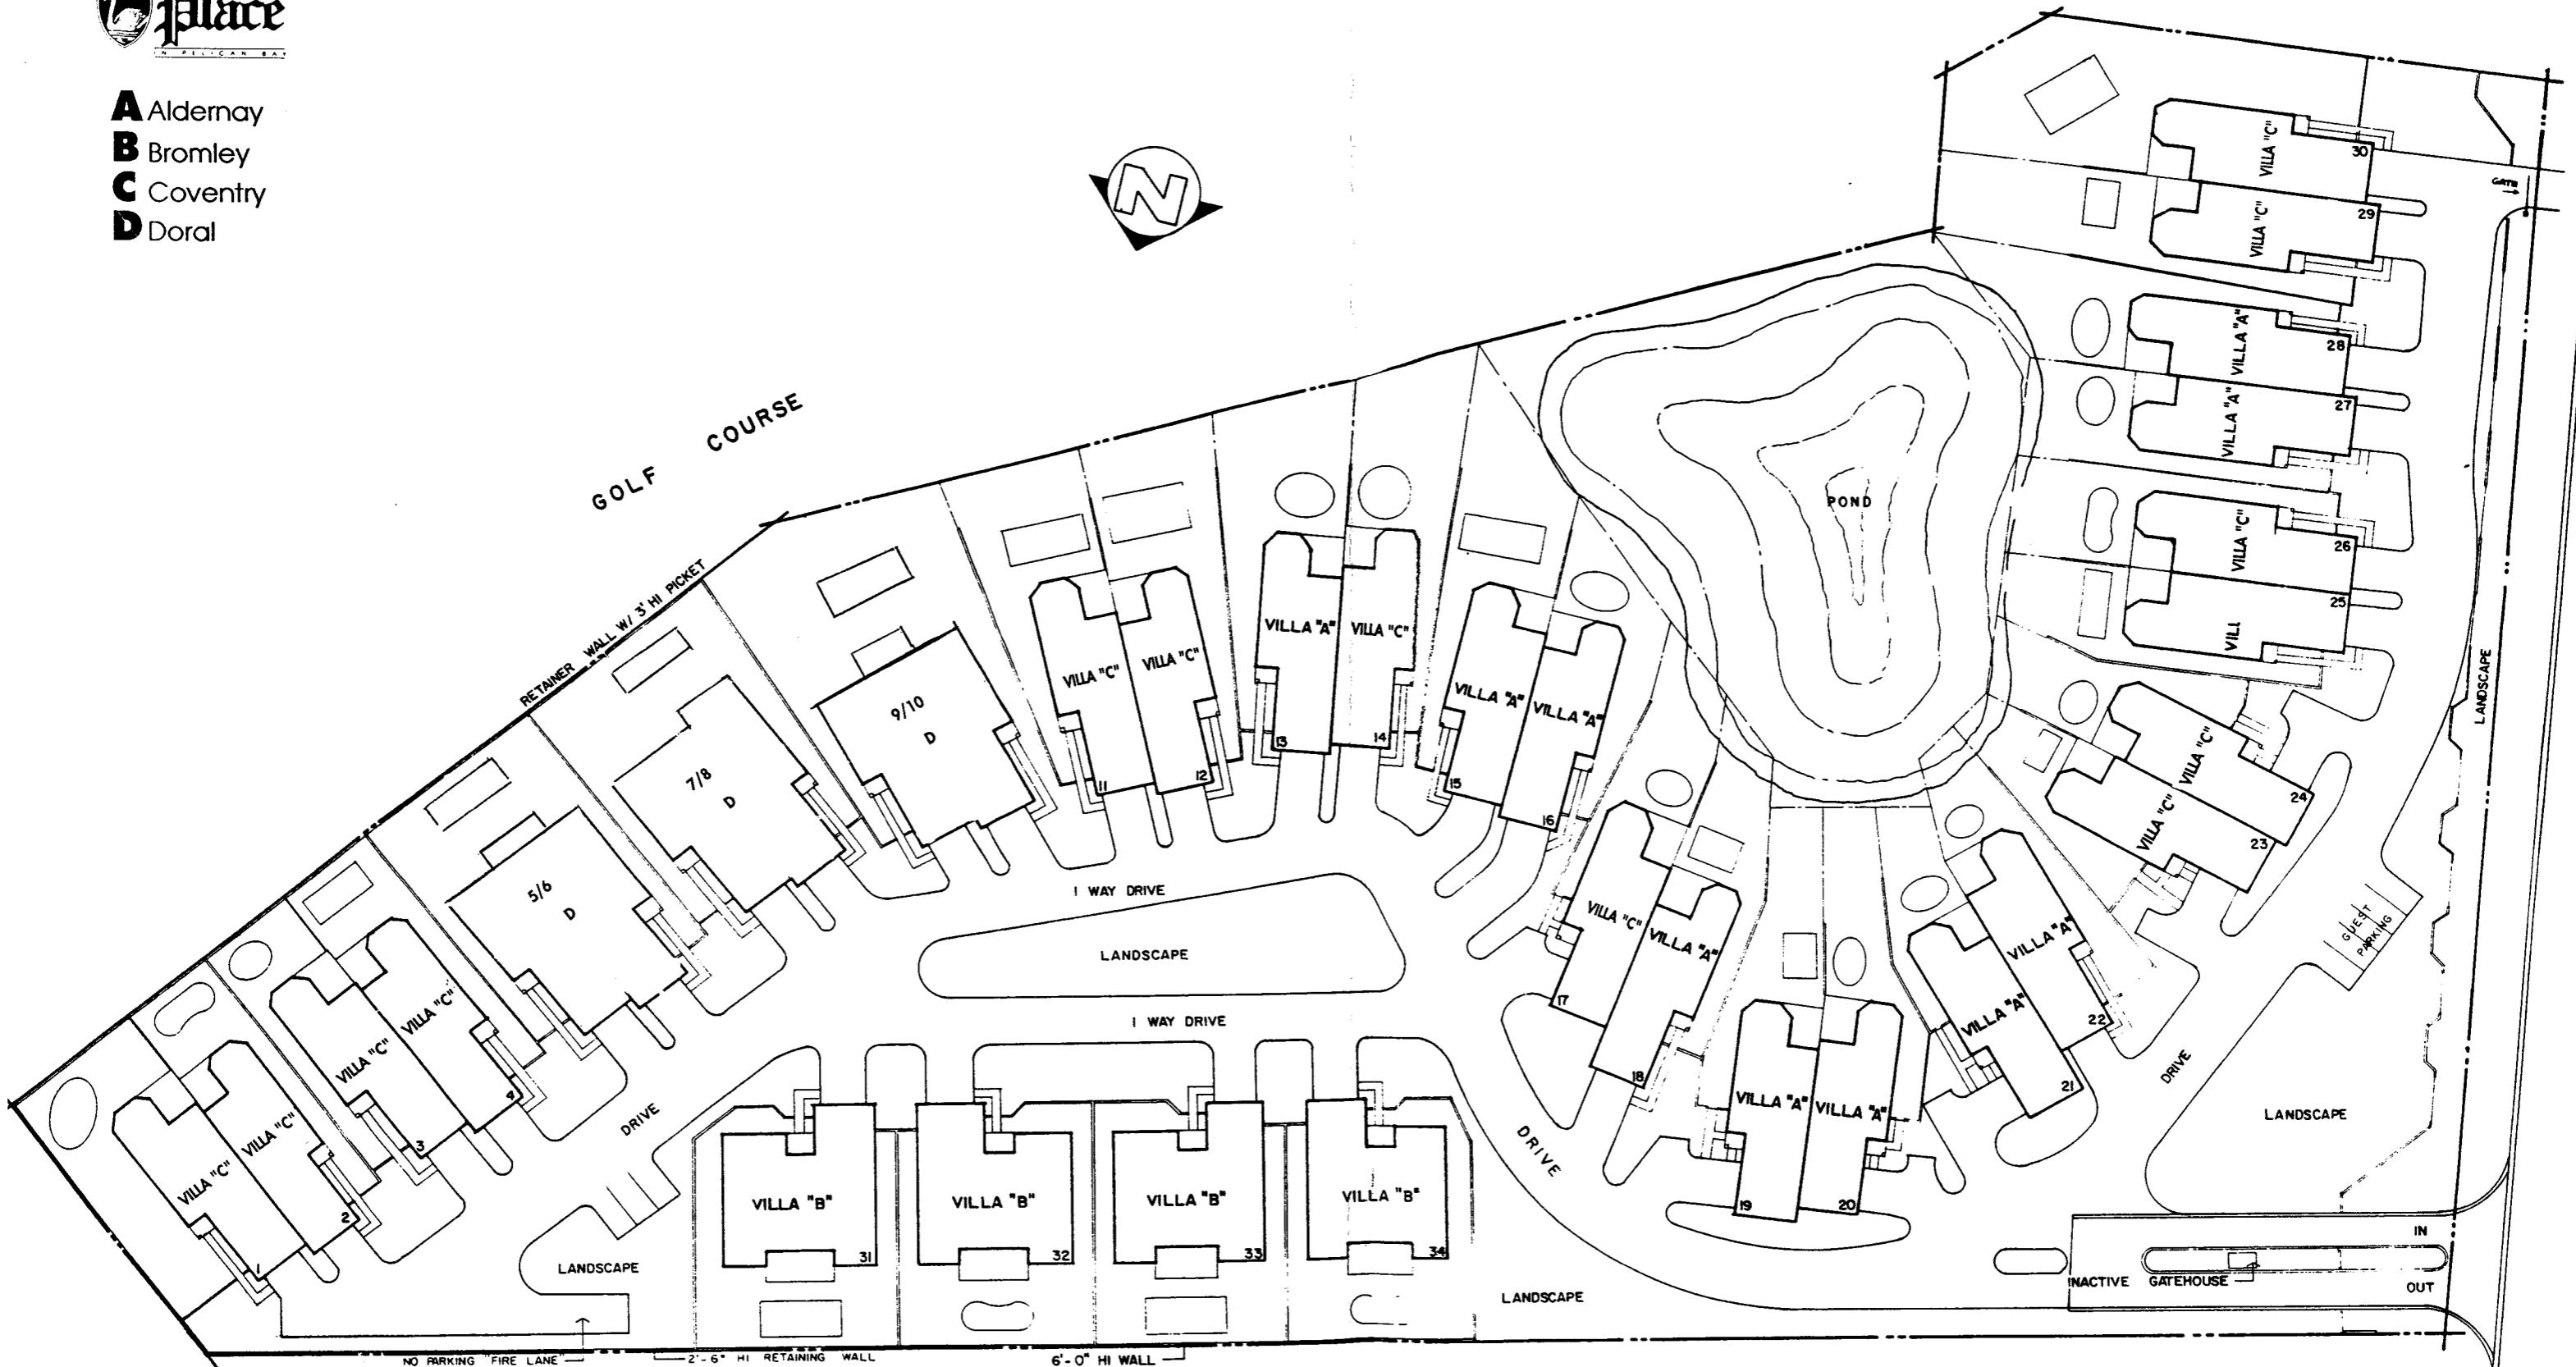 place
IN PELICAN BAY
A Aldernay
B Bromley
C Coventry
D Doral
N
GOLF COURSE
RETAINER WALL W/ 3' HI PICKET
VILLA "C"
30
GATE
VILLA "C"
29
VILLA "A"
28
VILLA "A"
27
VILLA "C"
26
VILL
25
POND
LANDSCAPE
VILLA "C"
24
VILLA "C"
23
GUEST
PARKING
VILLA "A"
22
VILLA "A"
21
VILLA "A"
20
VILLA "A"
19
VILLA "A"
18
VILLA "C"
17
VILLA "A"
16
VILLA "A"
15
VILLA "C"
14
VILLA "A"
13
VILLA "C"
12
VILLA "C"
11
9/10
D
7/8
D
5/6
D
VILLA "C"
4
VILLA "C"
3
VILLA "C"
2
VILLA "C"
1
1 WAY DRIVE
LANDSCAPE
1 WAY DRIVE
DRIVE
DRIVE
DRIVE
LANDSCAPE
VILLA "B"
31
VILLA "B"
32
VILLA "B"
33
VILLA "B"
34
LANDSCAPE
LANDSCAPE
IN
INACTIVE GATEHOUSE
OUT
NO PARKING "FIRE LANE"
2'-6" HI RETAINING WALL
6'-0" HI WALL